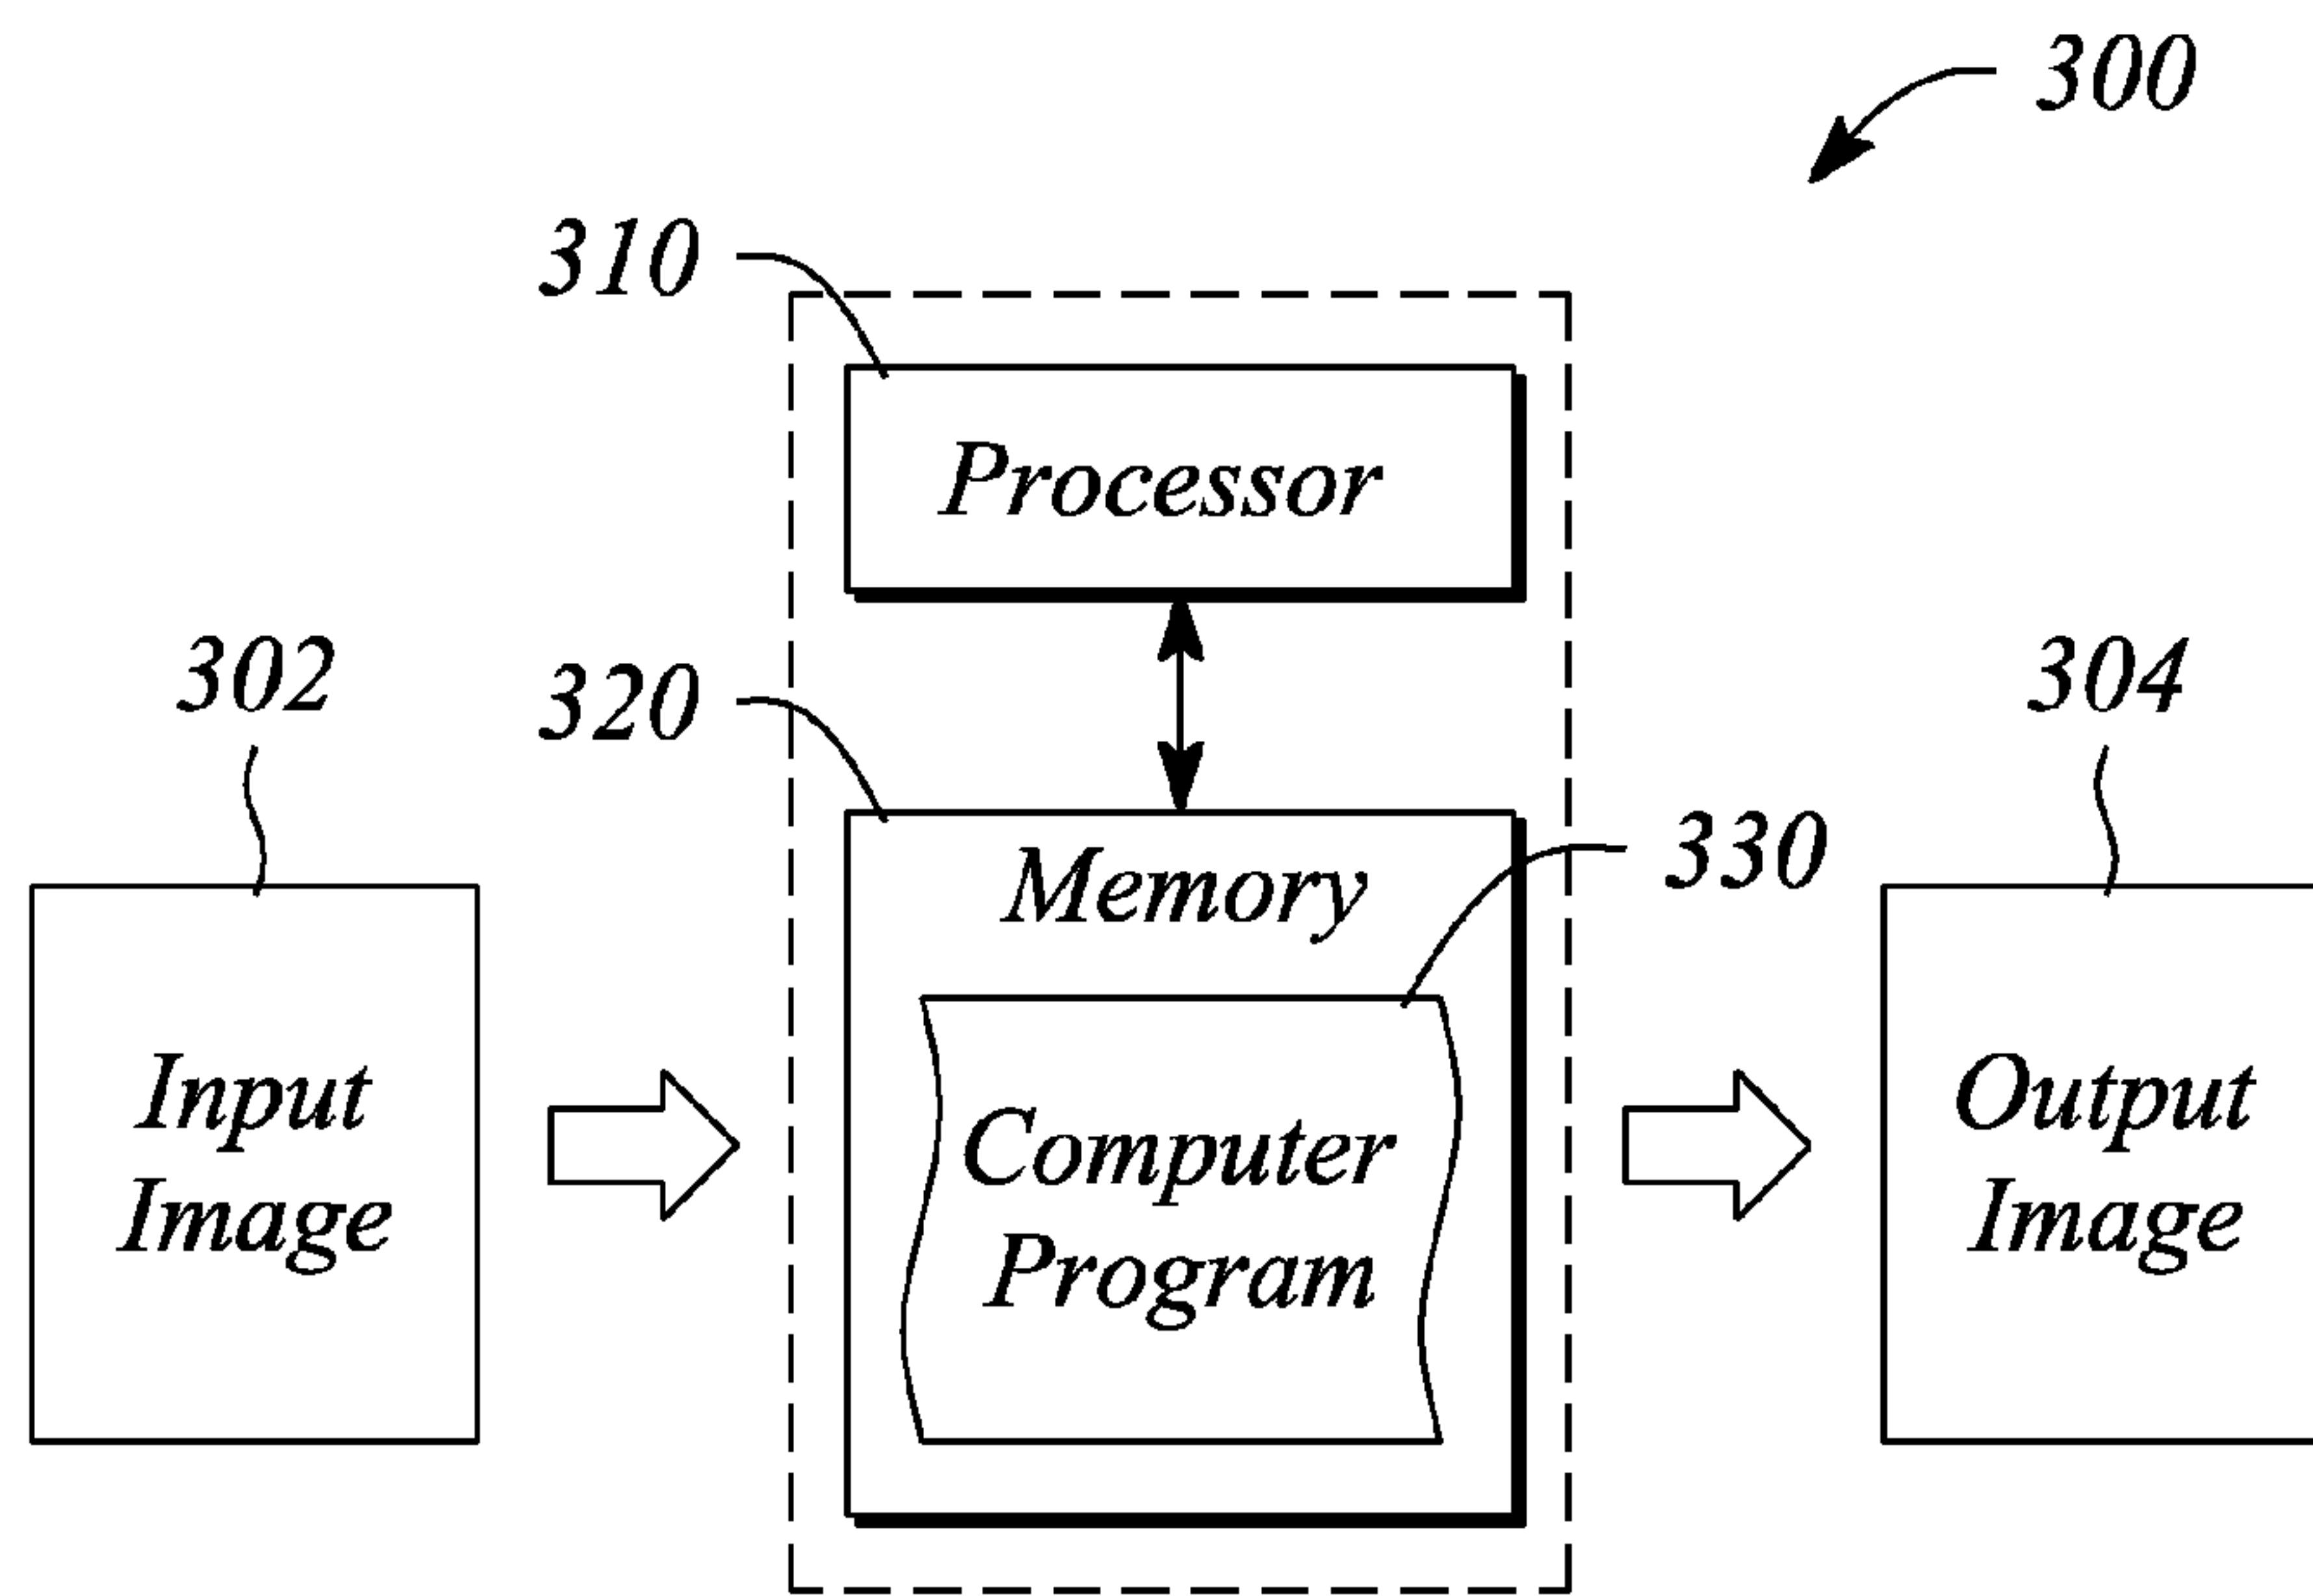 300
310
Processor
302
320
304
Memory
330
Input
Image
Computer
Program
Output
Image